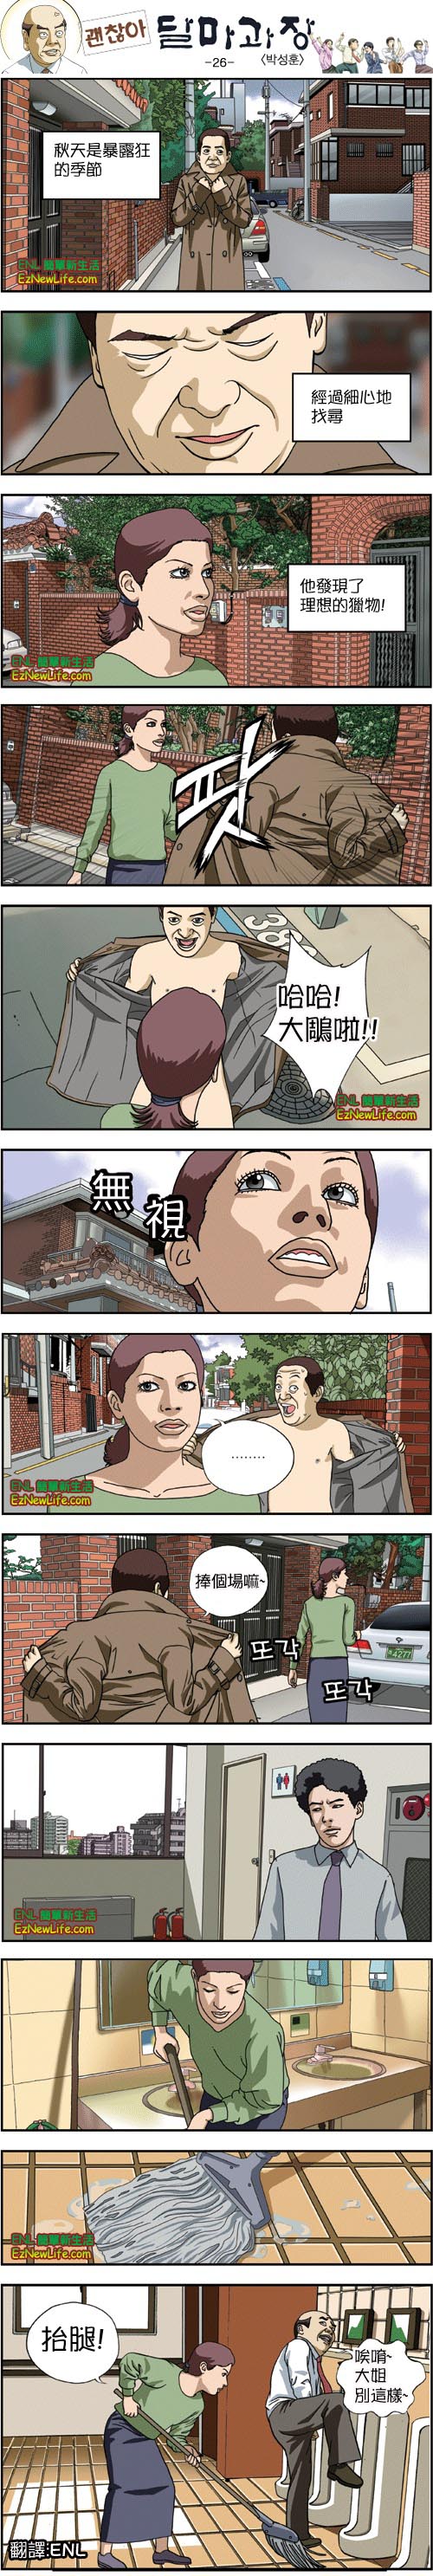 괜찮아 달마과장
-26- <박성훈>
秋天是暴露狂
的季節
ENL 簡單新生活
EzNewLife.com
經過細心地
找尋
他發現了
理想的獵物!
ENL 簡單新生活
EzNewLife.com
팟
哈哈!
大鵰啦!!
ENL 簡單新生活
EzNewLife.com
無
視
........
ENL 簡單新生活
EzNewLife.com
捧個場嘛~
또각
또각
4277
ENL 簡單新生活
EzNewLife.com
ENL 簡單新生活
EzNewLife.com
抬腿!
唉唷~
大姐
別這樣~
翻譯:ENL